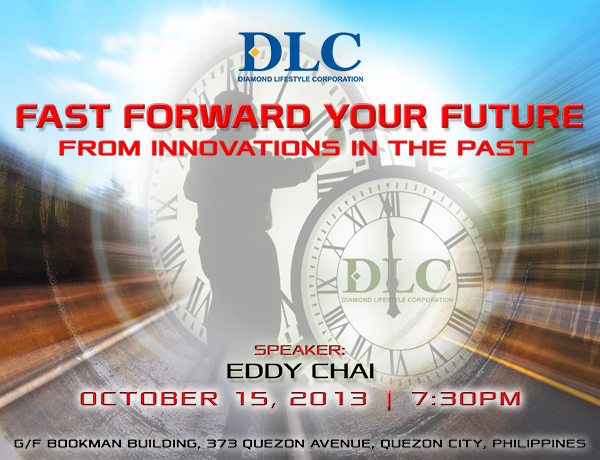 DLC
DIAMOND LIFESTYLE CORPORATION
FAST FORWARD YOUR FUTURE
FROM INNOVATIONS IN THE PAST
DLC
DIAMOND LIFESTYLE CORPORATION
SPEAKER:
EDDY CHAI
OCTOBER 15, 2013 | 7:30PM
G/F BOOKMAN BUILDING, 373 QUEZON AVENUE, QUEZON CITY, PHILIPPINES